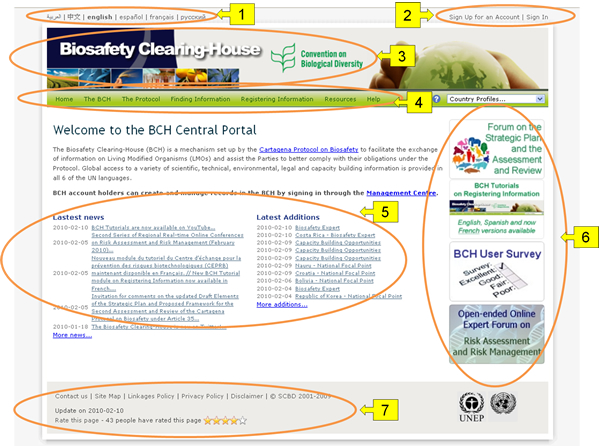 العربية | 中文 | english | español | français | русский
1
2
Sign Up for an Account | Sign In
Biosafety Clearing-House
Convention on
Biological Diversity
3
Home The BCH The Protocol Finding Information Registering Information Resources Help
4
? Country Profiles...
Welcome to the BCH Central Portal
The Biosafety Clearing-House (BCH) is a mechanism set up by the Cartagena Protocol on Biosafety to facilitate the exchange
of information on Living Modified Organisms (LMOs) and assist the Parties to better comply with their obligations under the
Protocol. Global access to a variety of scientific, technical, environmental, legal and capacity building information is provided in
all 6 of the UN languages.
BCH account holders can create and manage records in the BCH by signing in through the Management Centre.
5
Lastest news
2010-02-10 BCH Tutorials are now available on YouTube...
Second Series of Regional Real-time Online Conferences
2010-02-05 on Risk Assessment and Risk Management (February
2010)...
Nouveau module du tutoriel du Centre d'échange pour la
prévention des risques biotechnologiques (CEPRB)
2010-02-05 maintenant disponible en Français // New BCH Tutorial
module on Registering Information now available in
French....
Invitation for comments on the updated Draft Elements
of the Strategic Plan and Proposed Framework for the
Second Assessment and Review of the Cartagena
Protocol on Biosafety under Article 35...
2010-01-18 The Biosafety Clearing-House is now on Twitter!...
More news...
Latest Additions
2010-02-10 Biosafety Expert
2010-02-10 Costa Rica - Biosafety Expert
2010-02-09 Capacity Building Opportunities
2010-02-09 Capacity Building Opportunities
2010-02-09 Capacity Building Opportunities
2010-02-09 Nauru - National Focal Point
2010-02-09 Croatia - National Focal Point
2010-02-06 Bolivia - National Focal Point
2010-02-04 Biosafety Expert
2010-02-04 Republic of Korea - National Focal Point
More additions...
Forum on the
Strategic Plan
and the
Assessment
and Review
BCH Tutorials
on Registering Information
English, Spanish and now
French versions available
6
BCH User Survey
Survey
Excellent
Good
Fair
Poor
Open-ended Online
Expert Forum on
Risk Assessment
and Risk Management
Contact us | Site Map | Linkages Policy | Privacy Policy | Disclaimer | © SCBD 2001-2009
Update on 2010-02-10
Rate this page - 43 people have rated this page
7
UNEP